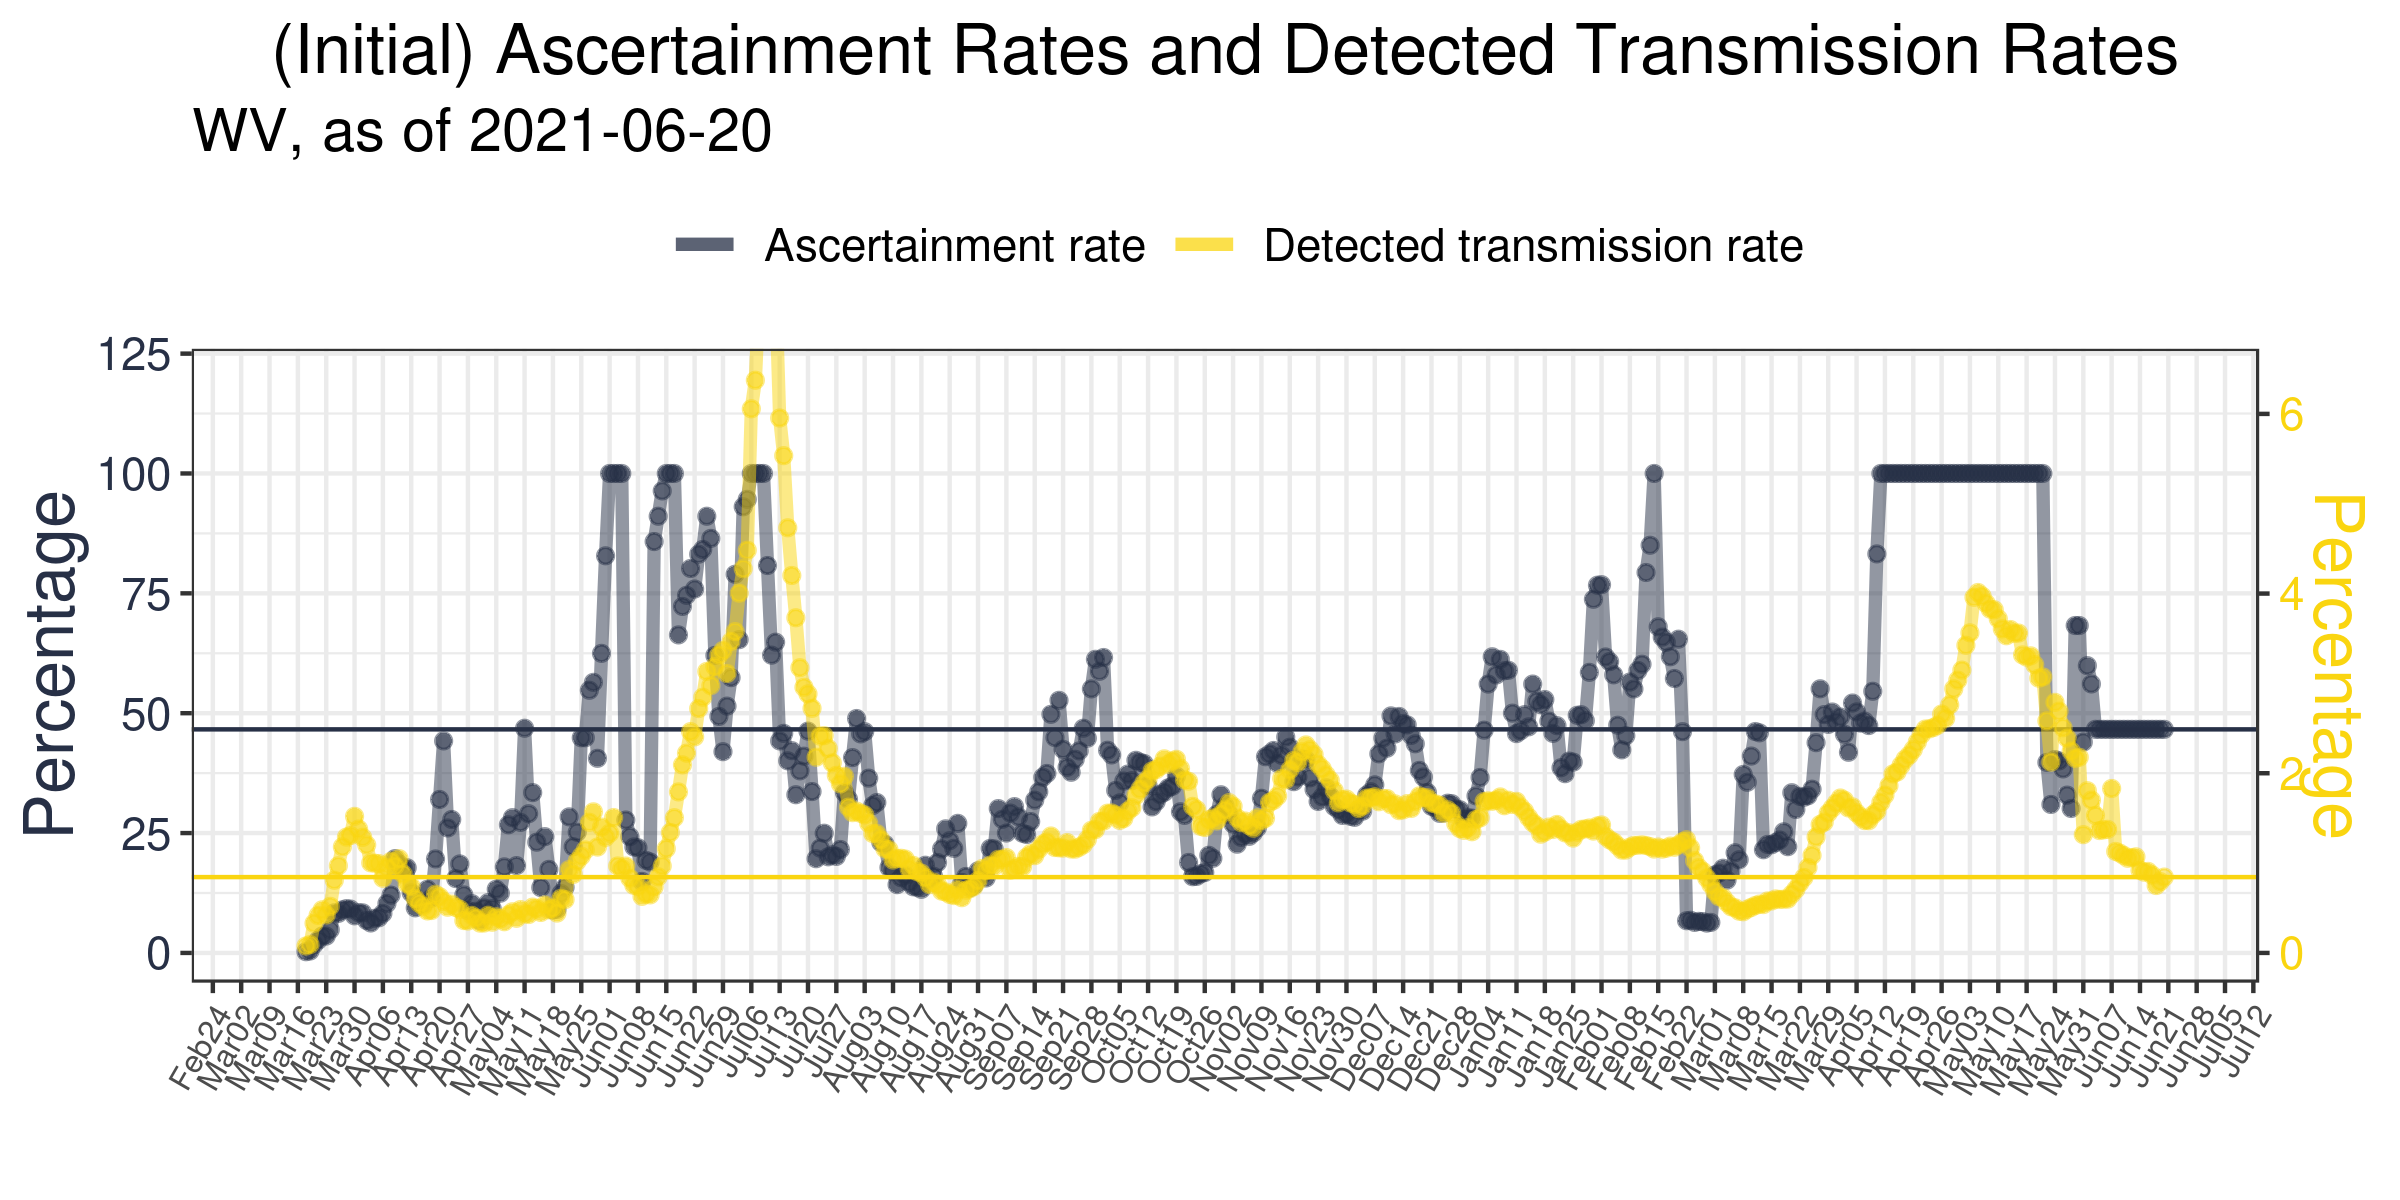 (Initial) Ascertainment Rates and Detected Transmission Rates
WV, as of 2021-06-20
Ascertainment rate
Detected transmission rate
125
100
75
50
25
0
Percentage
6
4
2
0
Percentage
Feb24
Mar02
Mar09
Mar16
Mar23
Mar30
Apr06
Apr13
Apr20
Apr27
May04
May11
May18
May25
Jun01
Jun08
Jun15
Jun22
Jun29
Jul06
Jul13
Jul20
Jul27
Aug03
Aug10
Aug17
Aug24
Aug31
Sep07
Sep14
Sep21
Sep28
Oct05
Oct12
Oct19
Oct26
Nov02
Nov09
Nov16
Nov23
Nov30
Dec07
Dec14
Dec21
Dec28
Jan04
Jan11
Jan18
Jan25
Feb01
Feb08
Feb15
Feb22
Mar01
Mar08
Mar15
Mar22
Mar29
Apr05
Apr12
Apr19
Apr26
May03
May10
May17
May24
May31
Jun07
Jun14
Jun21
Jun28
Jul05
Jul12